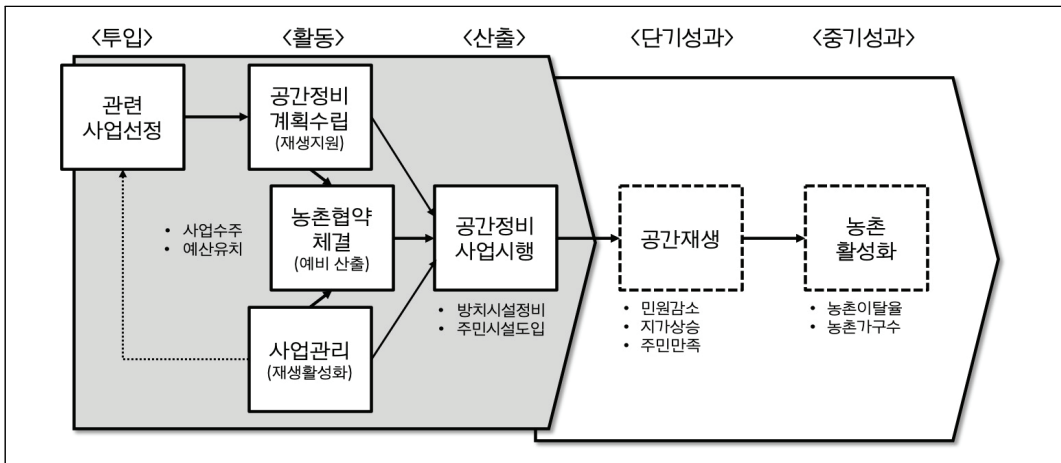 <투입>
<활동>
<산출>
<단기성과>
<중기성과>
관련
사업선정
공간정비
계획수립
(재생지원)
• 사업수주
• 예산유치
농촌협약
체결
(예비 산출)
사업관리
(재생활성화)
공간정비
사업시행
• 방치시설정비
• 주민시설도입
공간재생
• 민원감소
• 지가상승
• 주민만족
농촌
활성화
• 농촌이탈율
• 농촌가구수